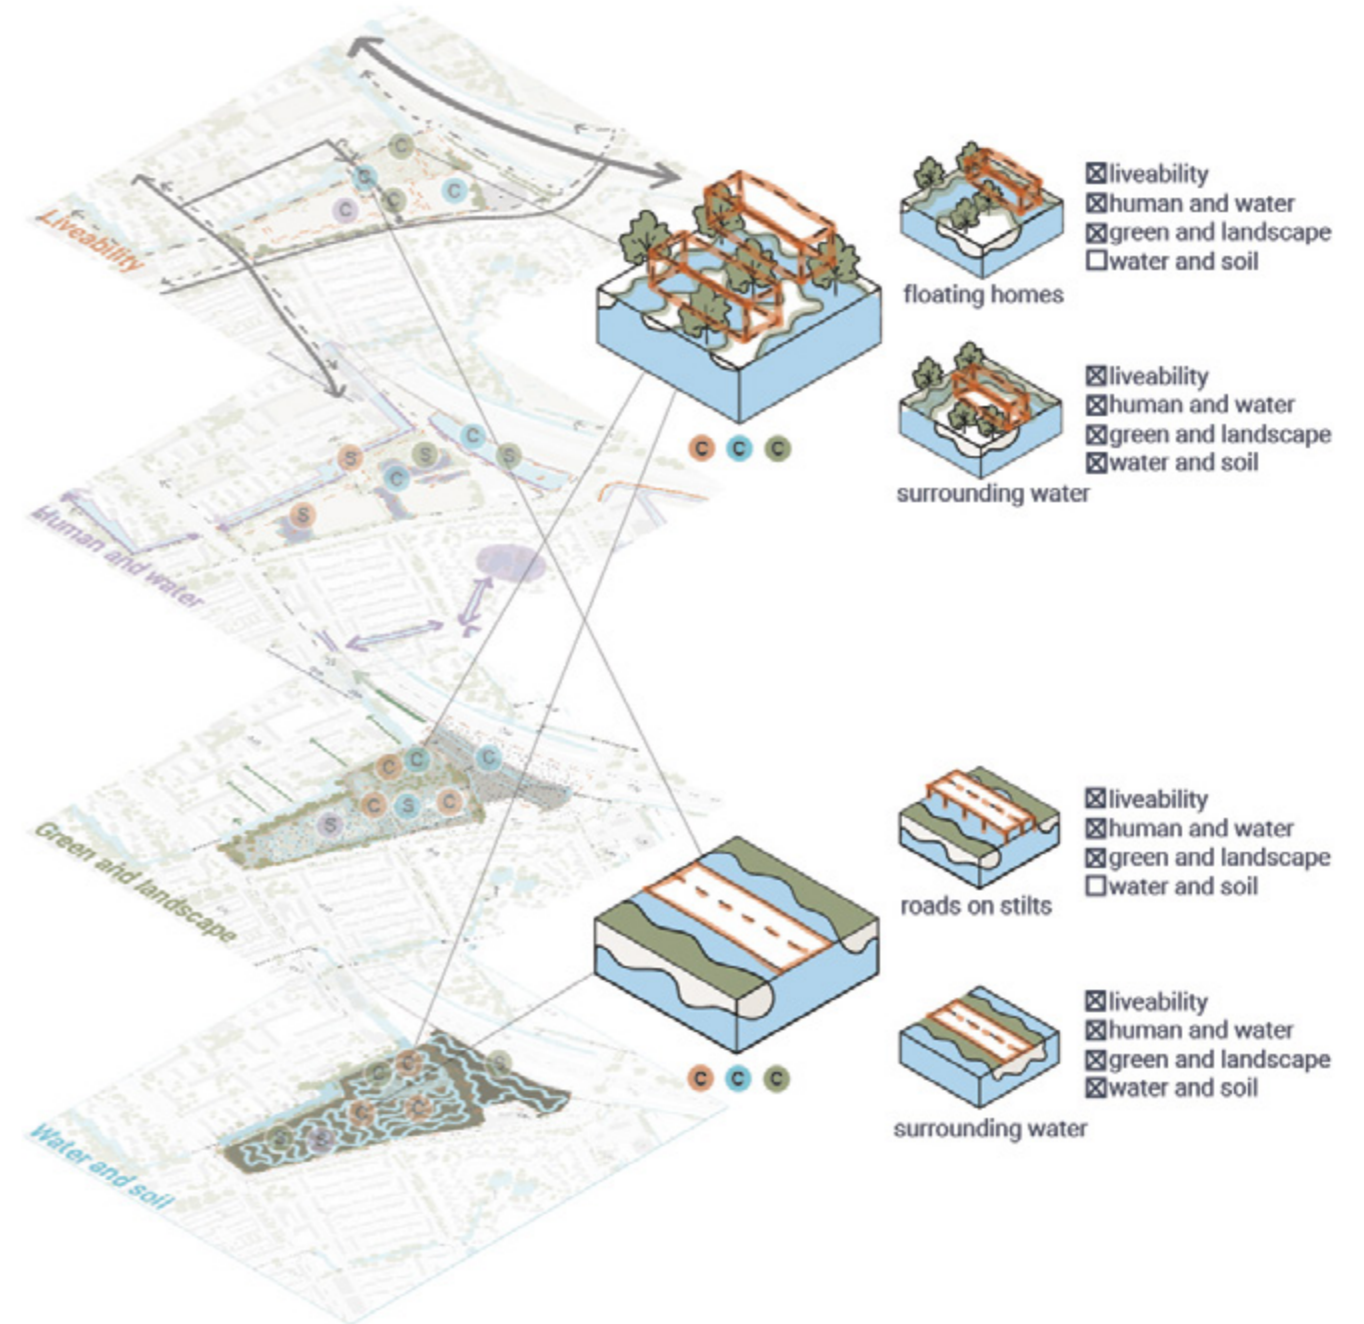 Liveability
C
S
C
C
C
Human and water
C
S
S
S
C
S
Green and landscape
C
C
C
C
S
C
S
Water and soil
C
C
S
C
C
S
S
C C C
☒liveability
☒human and water
☒green and landscape
☐water and soil
floating homes
☒liveability
☒human and water
☒green and landscape
☒water and soil
surrounding water
C C C
☒liveability
☒human and water
☒green and landscape
☐water and soil
roads on stilts
☒liveability
☒human and water
☒green and landscape
☒water and soil
surrounding water